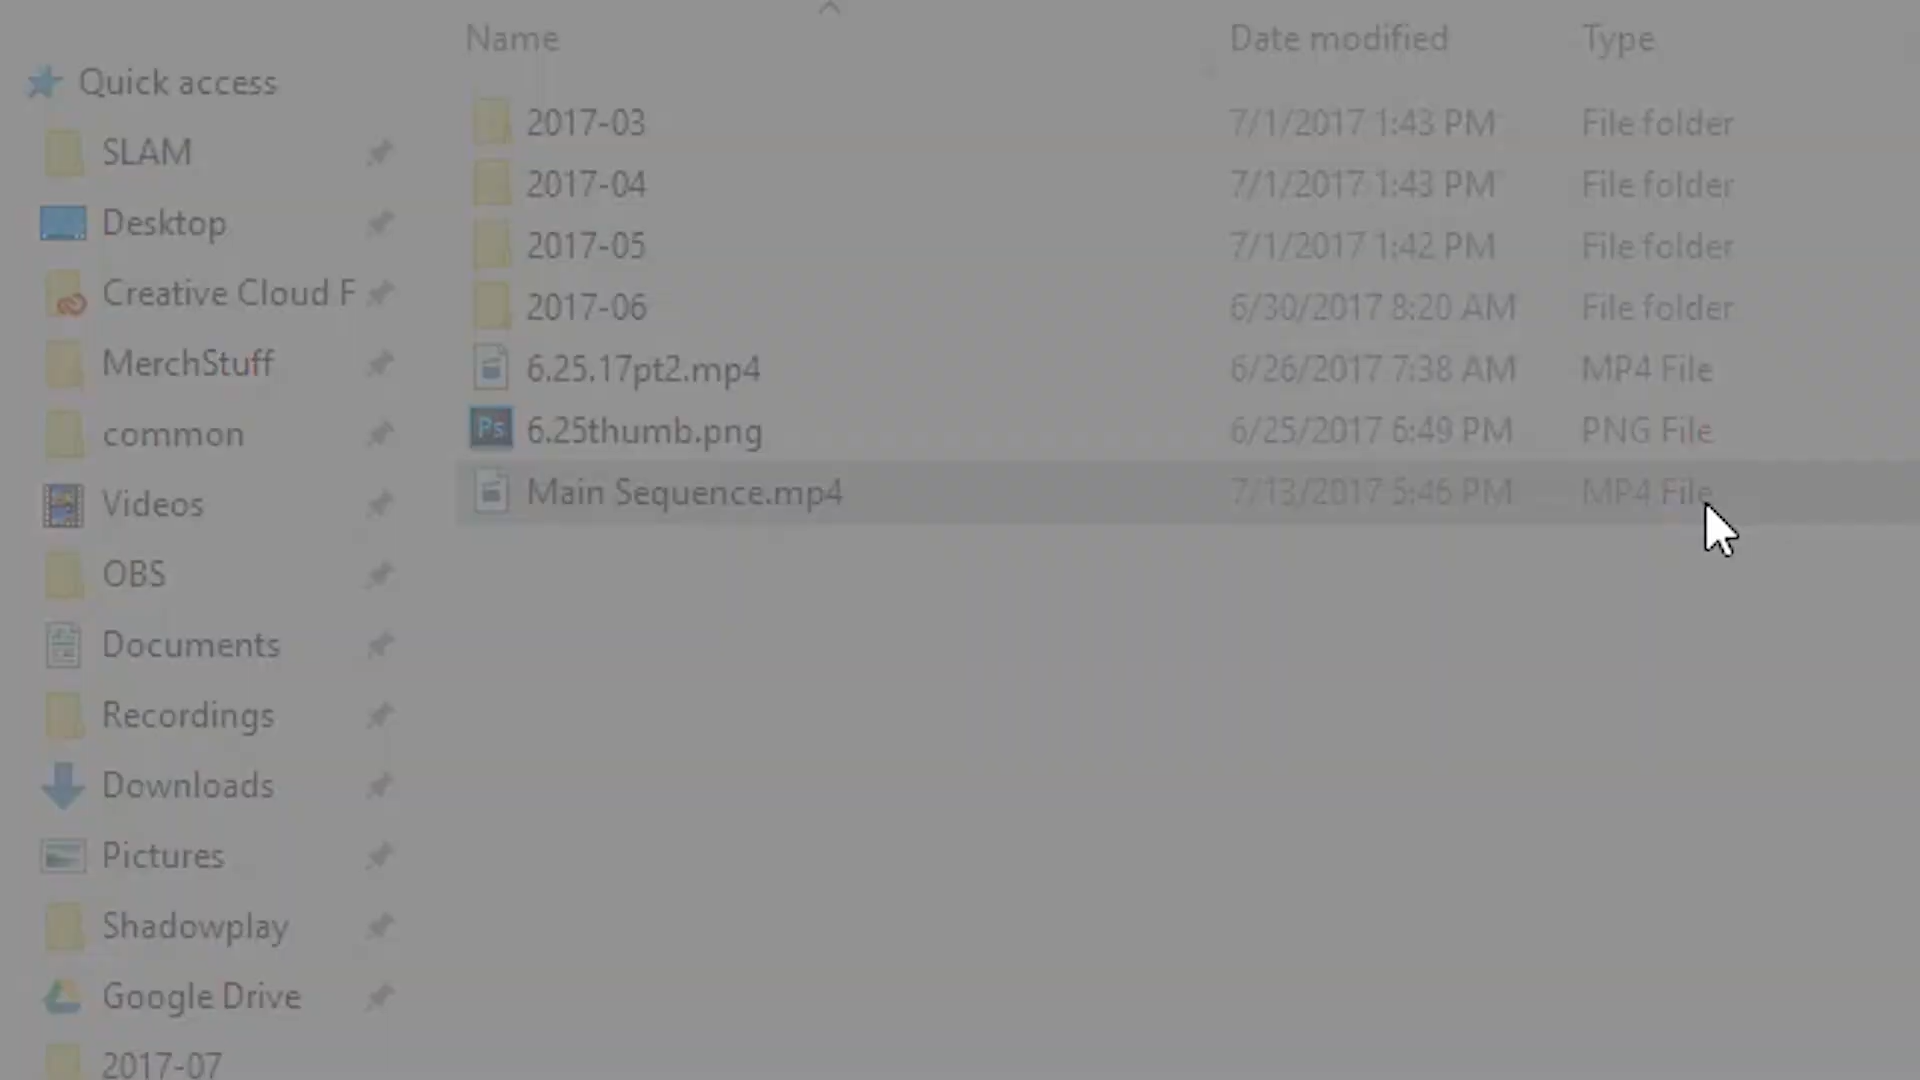 Name Date modified Type
Quick access
2017-03 7/1/2017 1:43 PM File folder
SLAM
2017-04 7/1/2017 1:43 PM File folder
Desktop
2017-05 7/1/2017 1:42 PM File folder
Creative Cloud F
2017-06 6/30/2017 8:20 AM File folder
MerchStuff
6.25.17pt2.mp4 6/26/2017 7:38 AM MP4 File
common
Ps 6.25thumb.png 6/25/2017 6:49 PM PNG File
Videos
Main Sequence.mp4 7/13/2017 5:46 PM MP4 File
OBS
Documents
Recordings
Downloads
Pictures
Shadowplay
Google Drive
2017-07